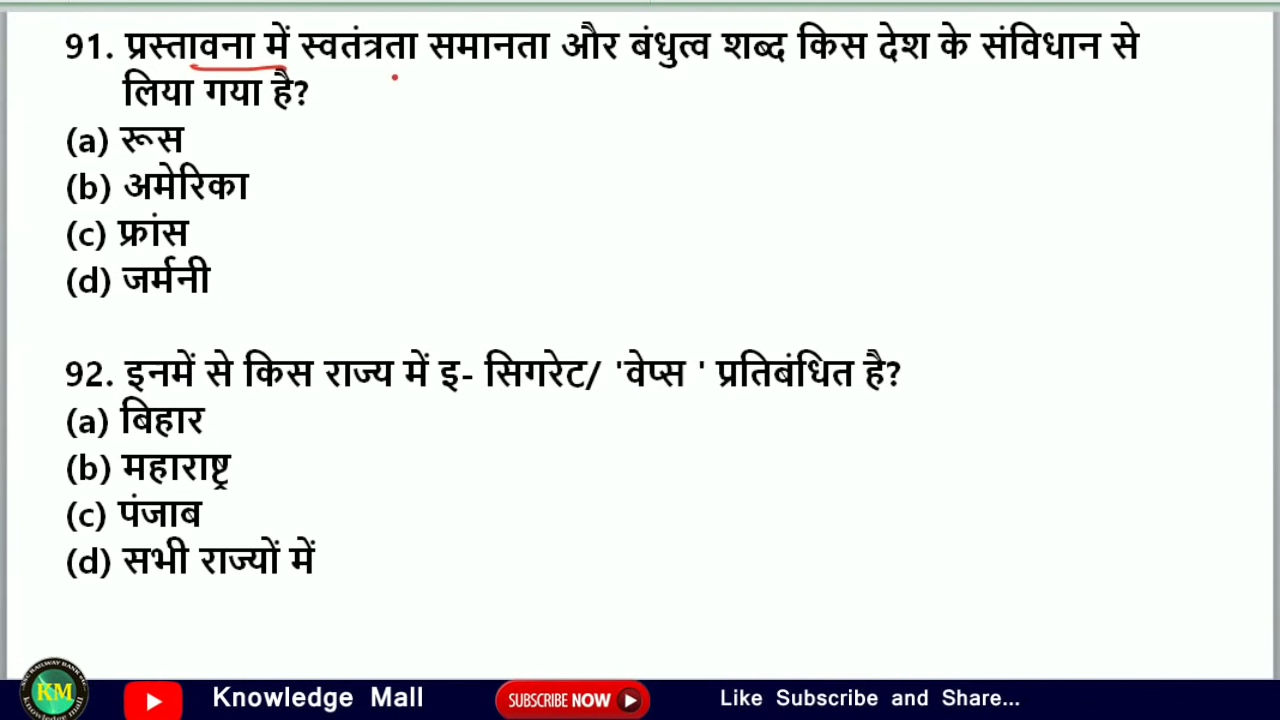 91. प्रस्तावना में स्वतंत्रता समानता और बंधुत्व शब्द किस देश के संविधान से
लिया गया है?
(a) रूस
(b) अमेरिका
(c) फ्रांस
(d) जर्मनी
92. इनमें से किस राज्य में इ- सिगरेट/ 'वेप्स ' प्रतिबंधित है?
(a) बिहार
(b) महाराष्ट्र
(c) पंजाब
(d) सभी राज्यों में
KM
Knowledge Mall
SUBSCRIBE NOW
Like Subscribe and Share...